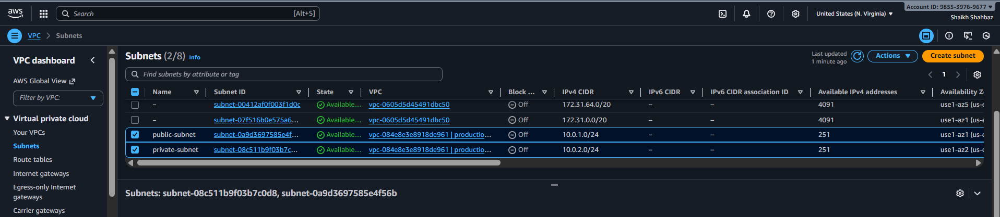 aws Search [Alt+S] United States (N. Virginia) Account ID: 9855-3976-9677
Shaikh Shahbaz
VPC Subnets
VPC dashboard
AWS Global View
Filter by VPC:
Virtual private cloud
Your VPCs
Subnets
Route tables
Internet gateways
Egress-only Internet
gateways
Carrier gateways
Subnets (2/8) Info
Last updated
1 minute ago
Actions
Create subnet
Find subnets by attribute or tag
1
Name Subnet ID State VPC Block ... IPv4 CIDR IPv6 CIDR IPv6 CIDR association ID Available IPv4 addresses Availability Z
– subnet-00412af0f003f1d0c Available... vpc-0605d5d45491dbc50 Off 172.31.64.0/20 – – 4091 use1-az5 (us-e
– subnet-07f516b0e575a6... Available... vpc-0605d5d45491dbc50 Off 172.31.0.0/20 – – 4091 use1-az1 (us-e
public-subnet subnet-0a9d3697585e4f... Available... vpc-084e8e3e8918de961 | productio... Off 10.0.1.0/24 – – 251 use1-az1 (us-e
private-subnet subnet-08c511b9f03b7c... Available... vpc-084e8e3e8918de961 | productio... Off 10.0.2.0/24 – – 251 use1-az2 (us-e
Subnets: subnet-08c511b9f03b7c0d8, subnet-0a9d3697585e4f56b